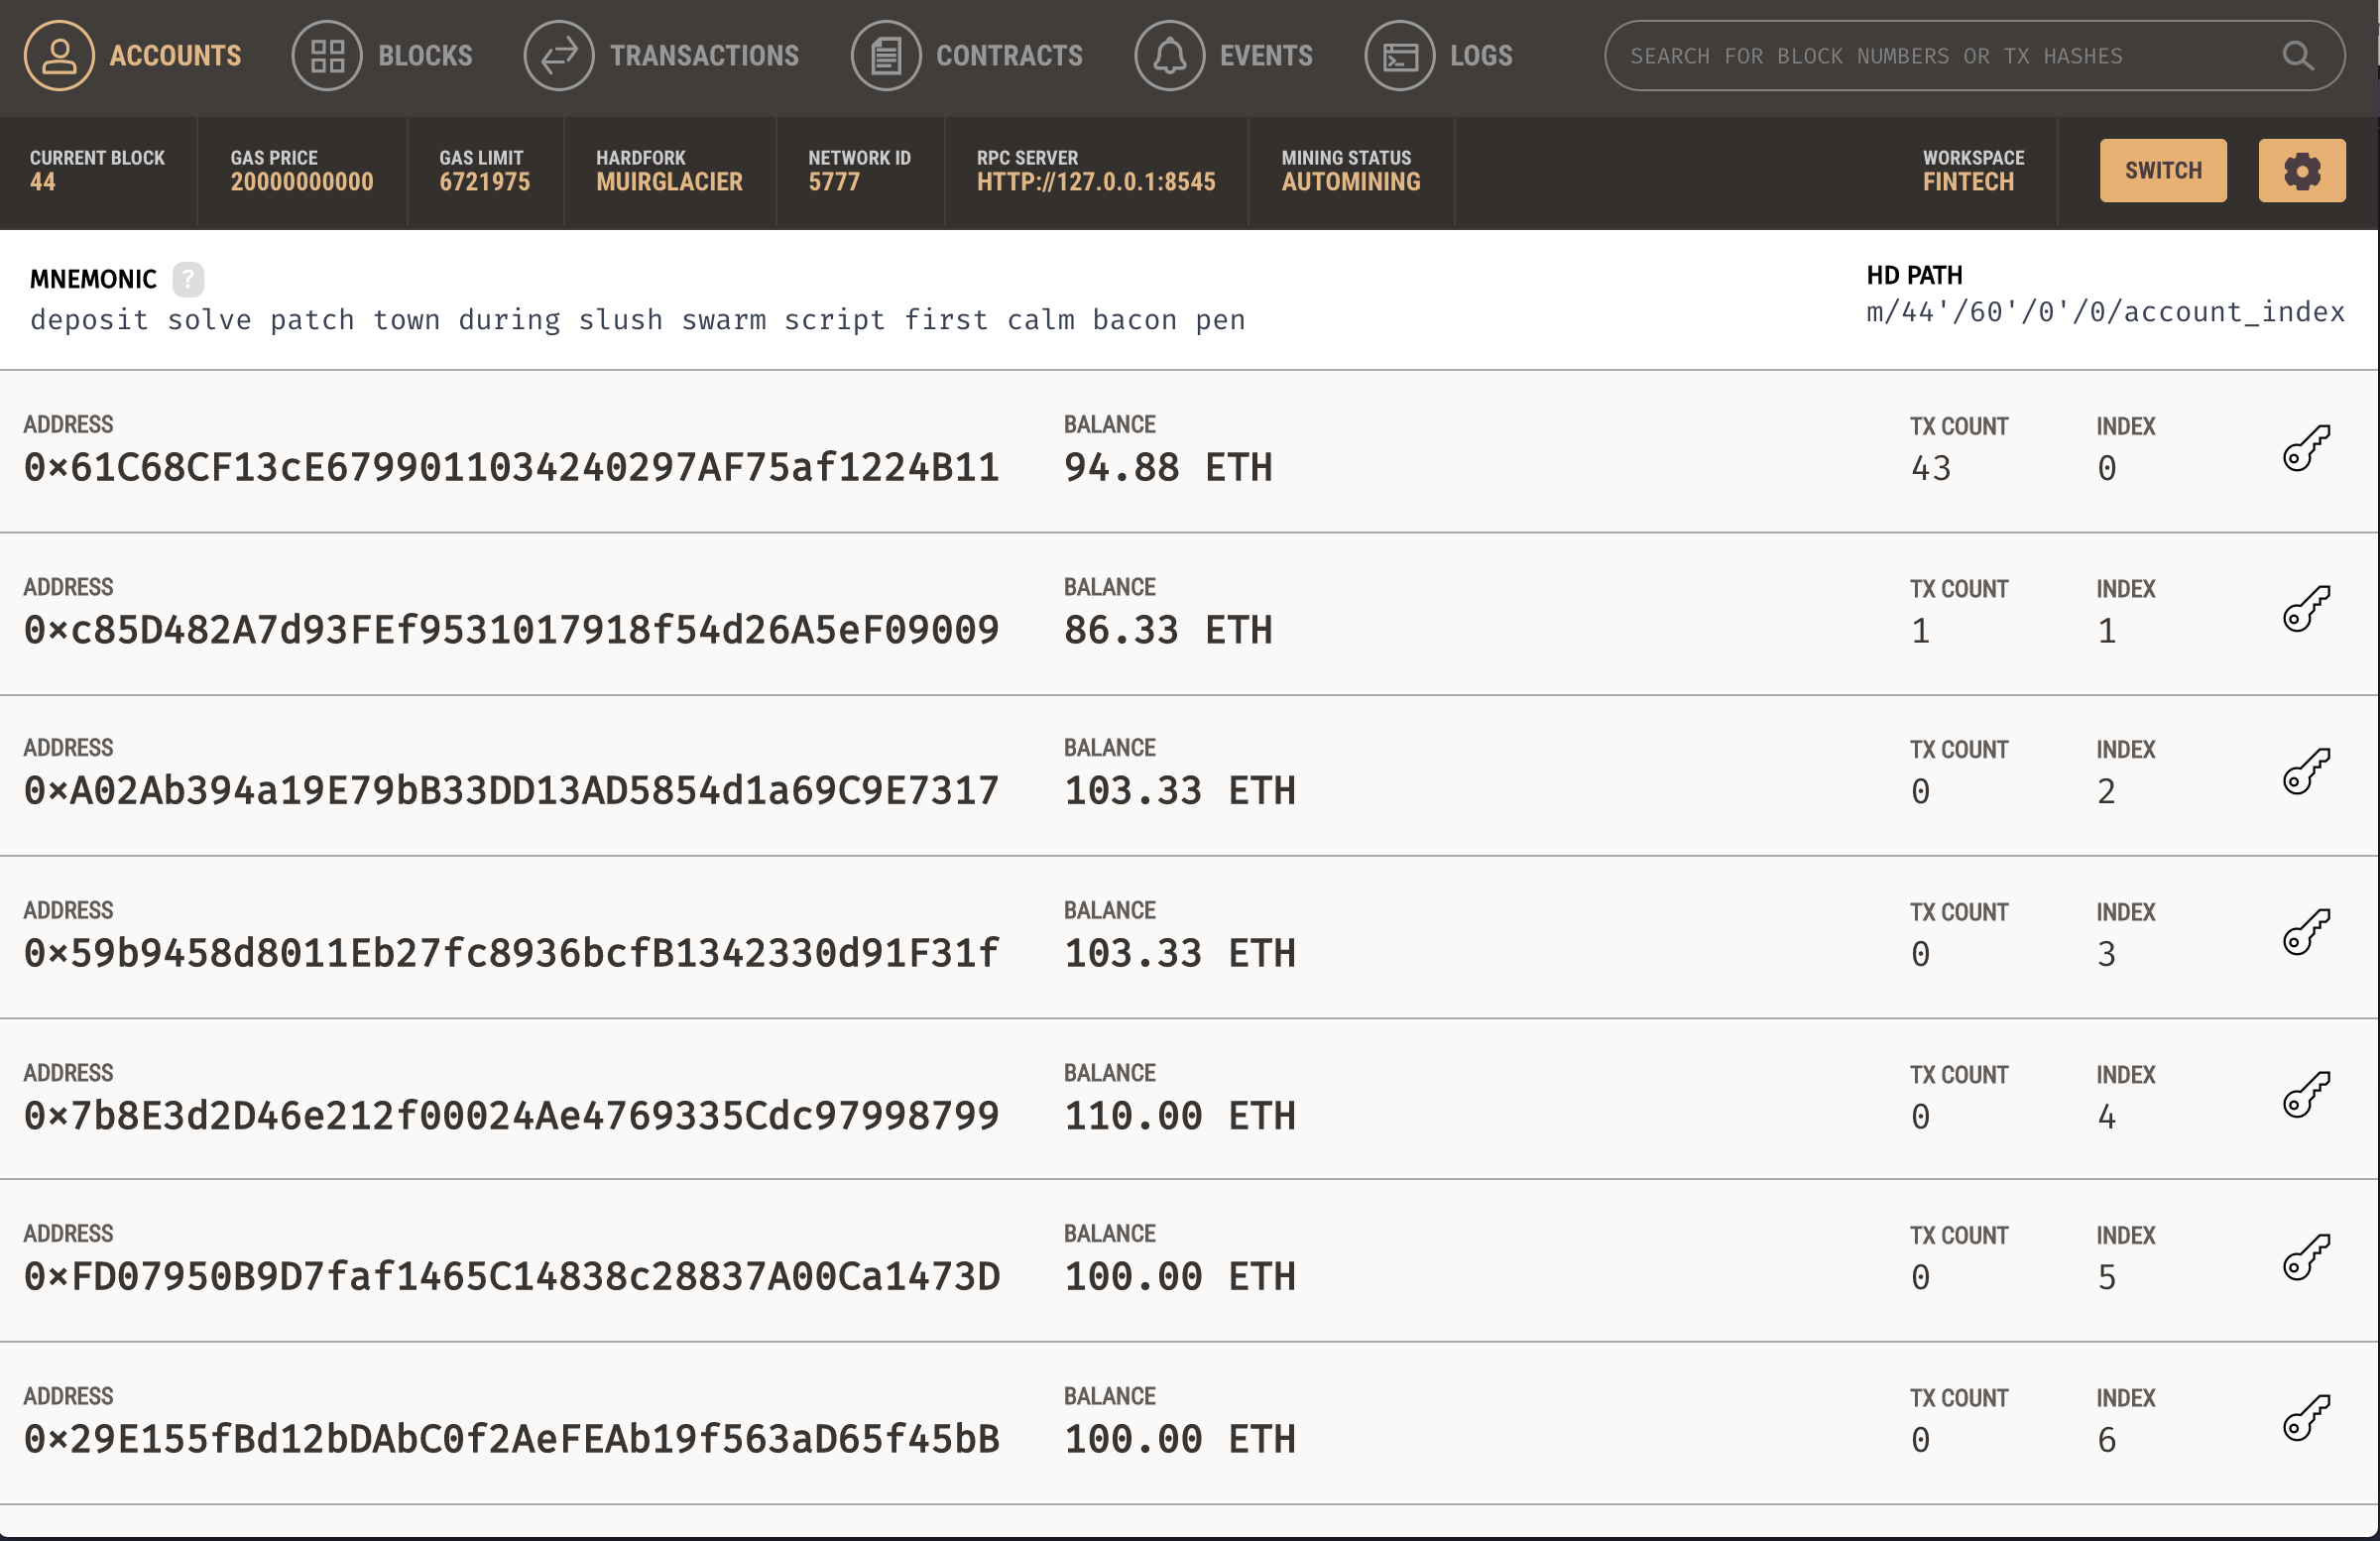 ACCOUNTS BLOCKS TRANSACTIONS CONTRACTS EVENTS LOGS SEARCH FOR BLOCK NUMBERS OR TX HASHES
CURRENT BLOCK GAS PRICE GAS LIMIT HARDFORK NETWORK ID RPC SERVER MINING STATUS WORKSPACE
44 20000000000 6721975 MUIRGLACIER 5777 HTTP://127.0.0.1:8545 AUTOMINING FINTECH SWITCH
MNEMONIC ? HD PATH
deposit solve patch town during slush swarm script first calm bacon pen m/44'/60'/0'/0/account_index
ADDRESS BALANCE TX COUNT INDEX
0×61C68CF13cE6799011034240297AF75af1224B11 94.88 ETH 43 0
ADDRESS BALANCE TX COUNT INDEX
0×c85D482A7d93FEf9531017918f54d26A5eF09009 86.33 ETH 1 1
ADDRESS BALANCE TX COUNT INDEX
0×A02Ab394a19E79bB33DD13AD5854d1a69C9E7317 103.33 ETH 0 2
ADDRESS BALANCE TX COUNT INDEX
0×59b9458d8011Eb27fc8936bcfB1342330d91F31f 103.33 ETH 0 3
ADDRESS BALANCE TX COUNT INDEX
0×7b8E3d2D46e212f00024Ae4769335Cdc97998799 110.00 ETH 0 4
ADDRESS BALANCE TX COUNT INDEX
0×FD07950B9D7faf1465C14838c28837A00Ca1473D 100.00 ETH 0 5
ADDRESS BALANCE TX COUNT INDEX
0×29E155fBd12bDAbC0f2AeFEAb19f563aD65f45bB 100.00 ETH 0 6